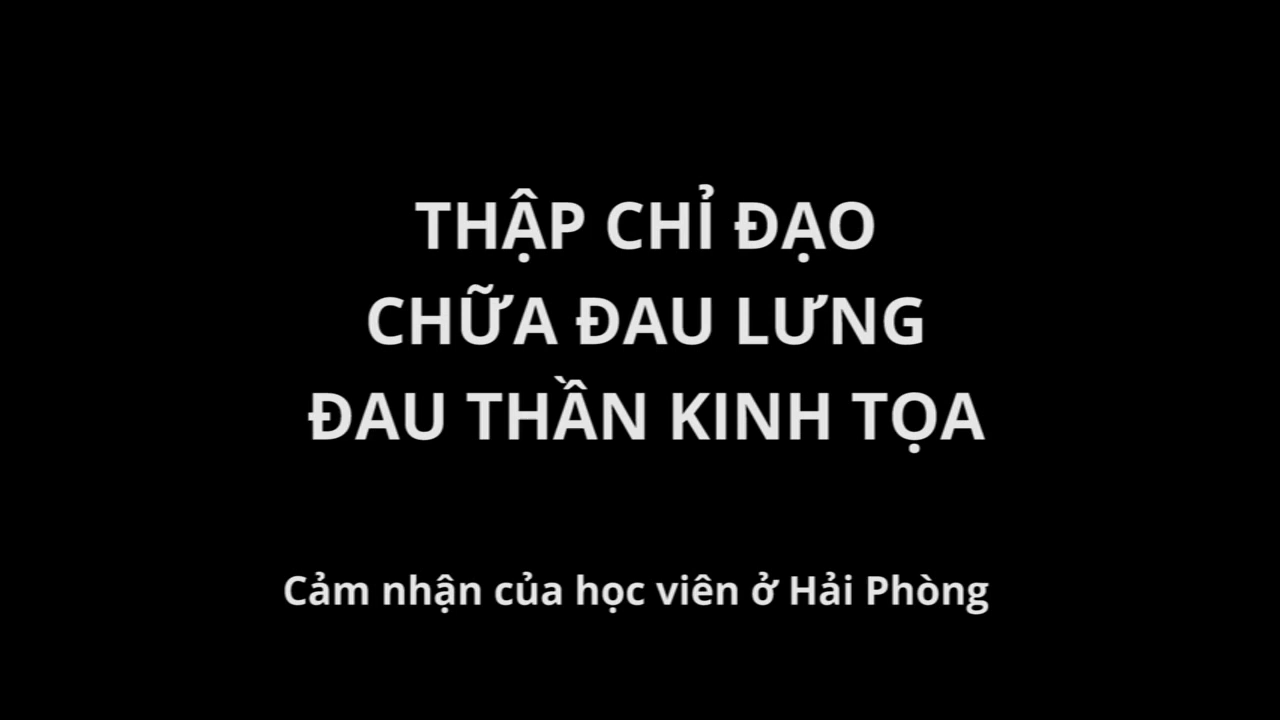 THẬP CHỈ ĐẠO
CHỮA ĐAU LƯNG
ĐAU THẦN KINH TỌA
Cảm nhận của học viên ở Hải Phòng